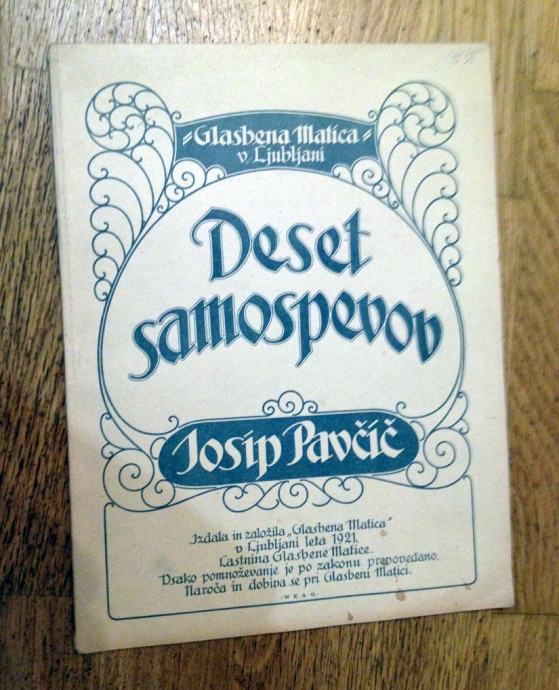 Glasbena Matica
v Ljubljani
Deset
samospevov
Josip Pavčič
Izdala in založila „Glasbena Matica"
v Ljubljani leta 1921.
Lastnina Glasbene Matice.
Vsako pomnoževanje je po zakonu prepovedano.
Naroča in dobiva se pri Glasbeni Matici.